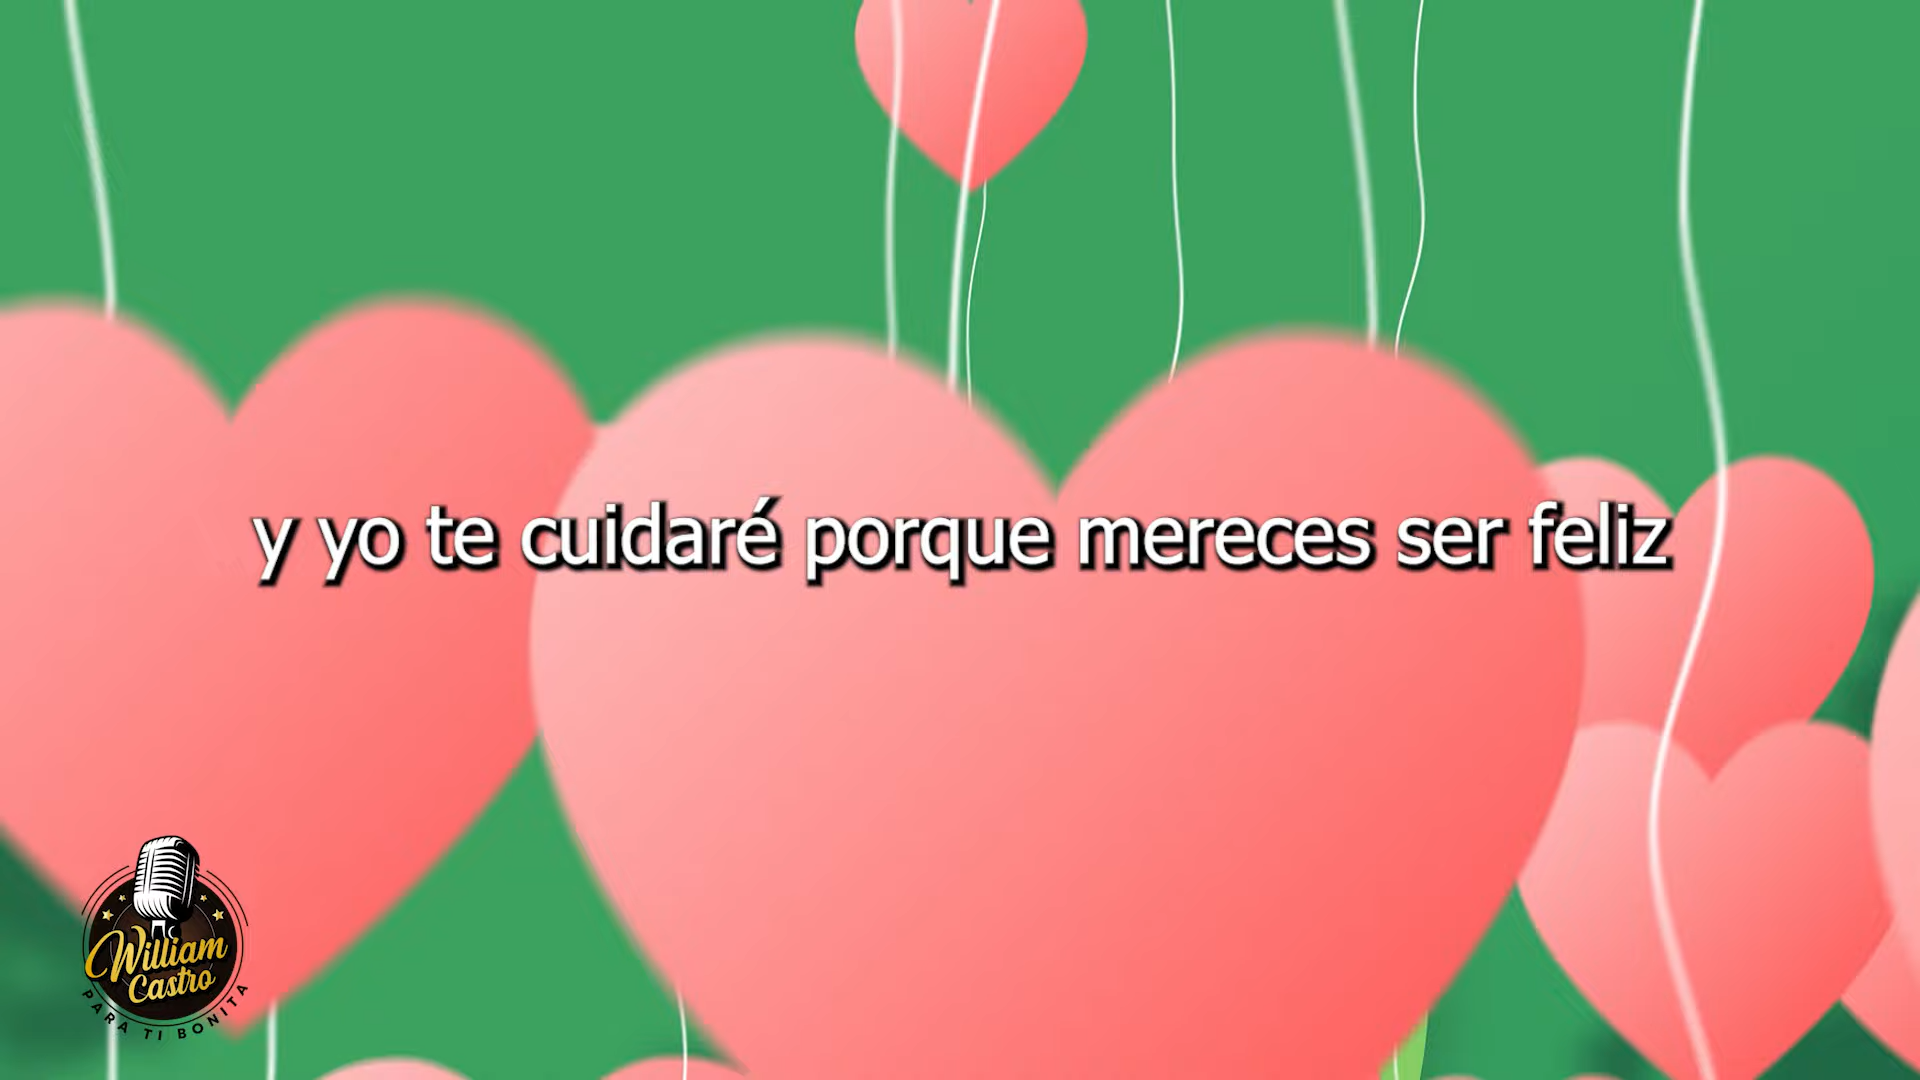 y yo te cuidaré porque mereces ser feliz
William
Castro
PARA TI BONITA